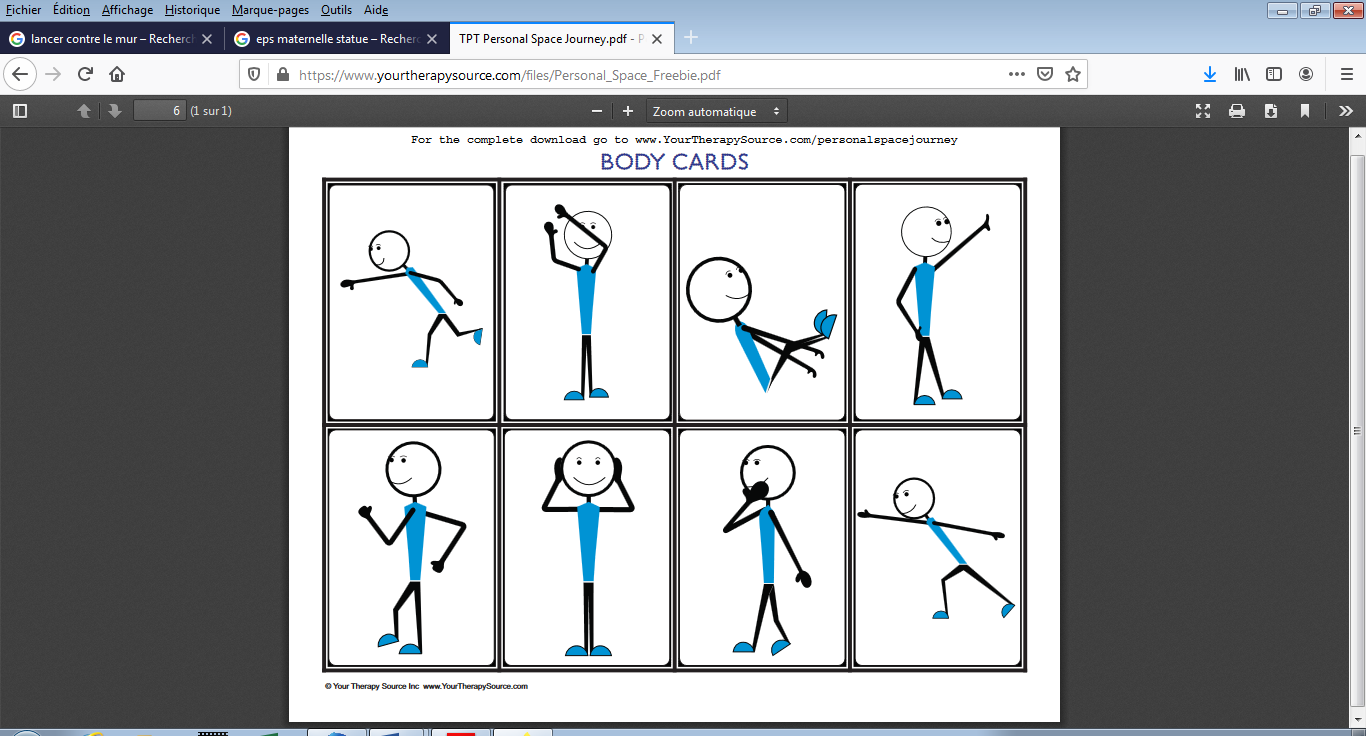 Fichier Édition Affichage Historique Marque-pages Outils Aide
lancer contre le mur – Recherch
eps maternelle statue – Recherc
TPT Personal Space Journey.pdf - P
https://www.yourtherapysource.com/files/Personal_Space_Freebie.pdf
6 (1 sur 1)
Zoom automatique
For the complete download go to www.YourTherapySource.com/personalspacejourney
BODY CARDS
© Your Therapy Source Inc www.YourTherapySource.com